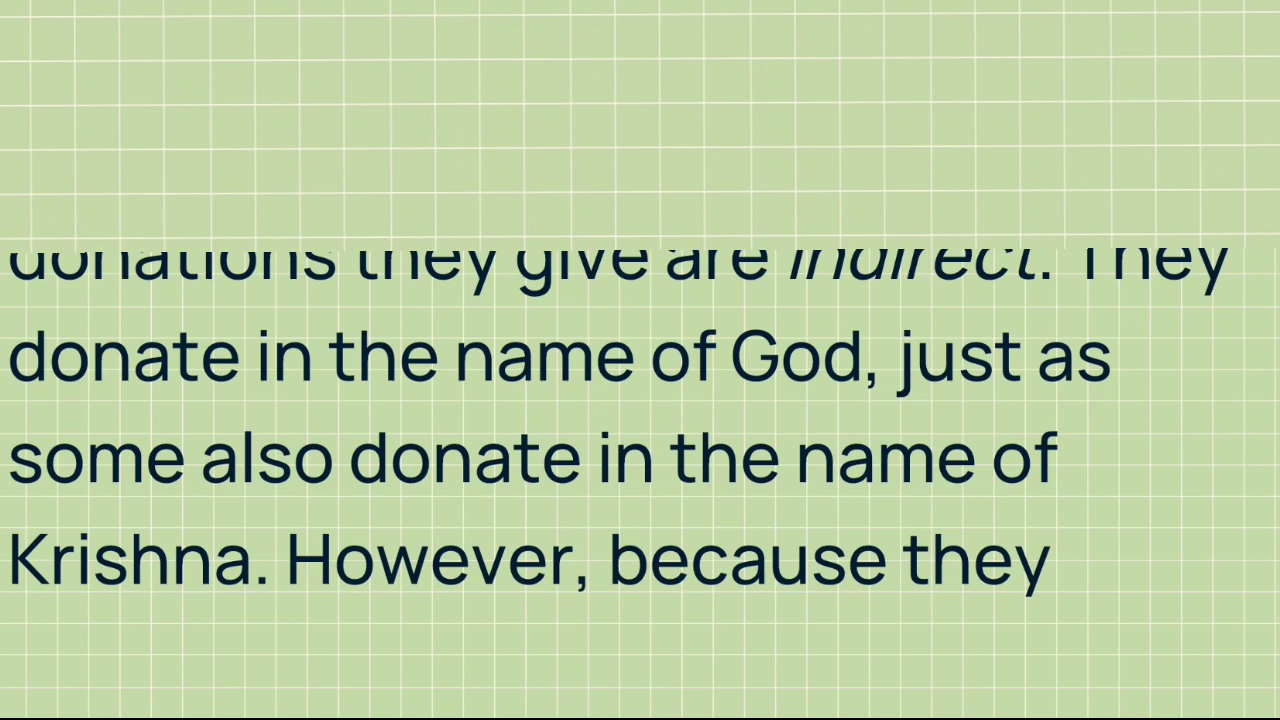 donations they give are indirect. They
donate in the name of God, just as
some also donate in the name of
Krishna. However, because they